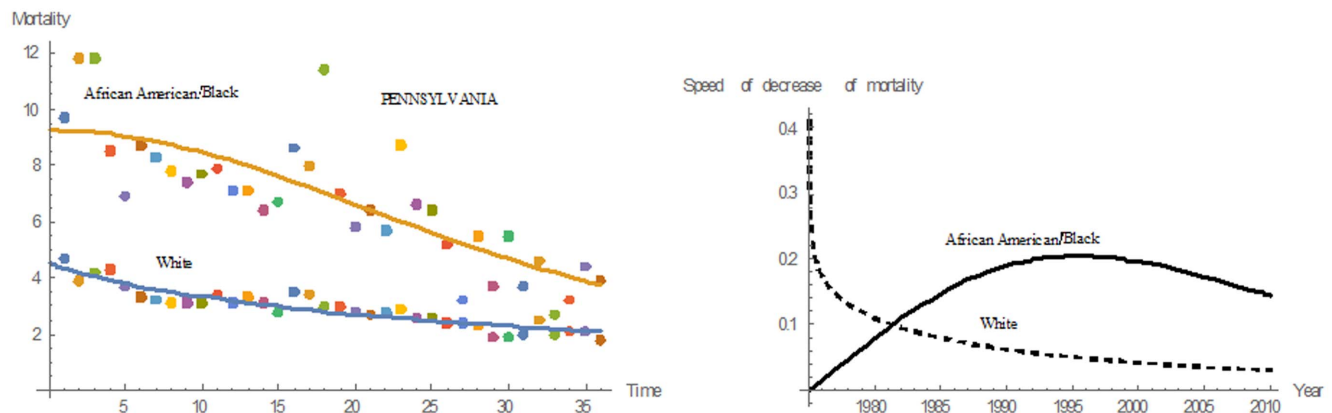 Mortality
12
10
8
6
4
2
African American/Black
PENNSYLVANIA
White
5 10 15 20 25 30 35 Time
Speed of decrease of mortality
0.4
0.3
0.2
0.1
African American/Black
White
1980 1985 1990 1995 2000 2005 2010 Year